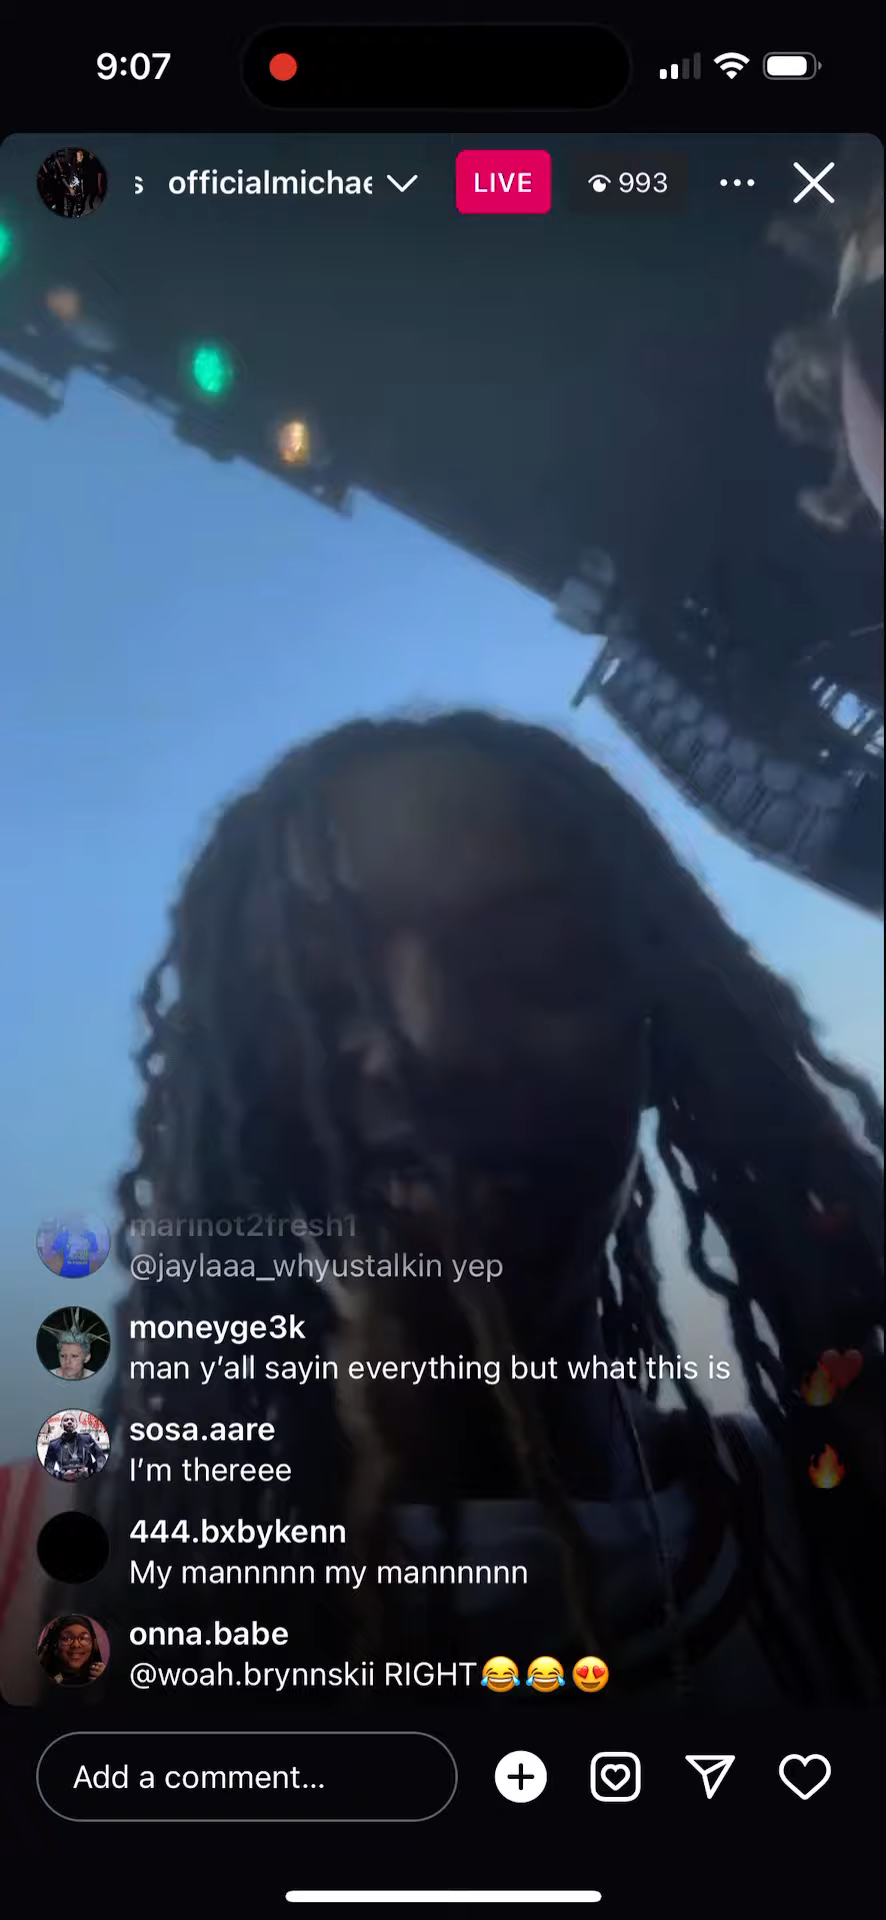 9:07
s officialmichae
LIVE
993
marinot2fresh1
@jaylaaa_whyustalkin yep
moneyge3k
man y’all sayin everything but what this is
sosa.aare
I’m thereee
444.bxbykenn
My mannnnn my mannnnnn
onna.babe
@woah.brynnskii RIGHT😂😂😍
Add a comment...